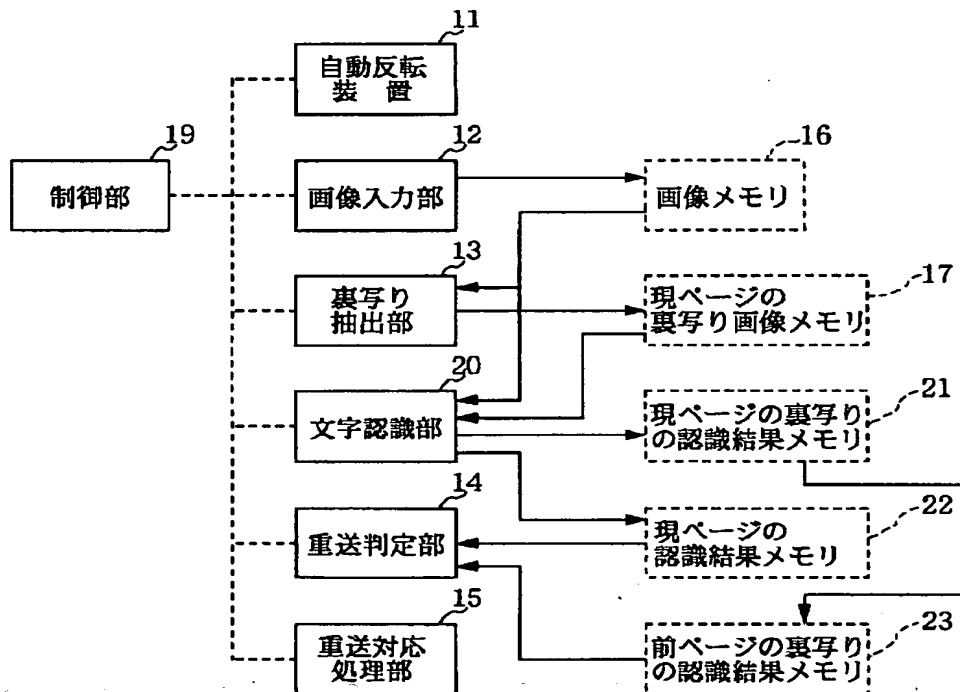 11
自動反転
装　置
19
制御部
12
画像入力部
16
画像メモリ
13
裏写り
抽出部
17
現ページの
裏写り画像メモリ
20
文字認識部
21
現ページの裏写り
の認識結果メモリ
14
重送判定部
22
現ページの
認識結果メモリ
15
重送対応
処理部
23
前ページの裏写り
の認識結果メモリ